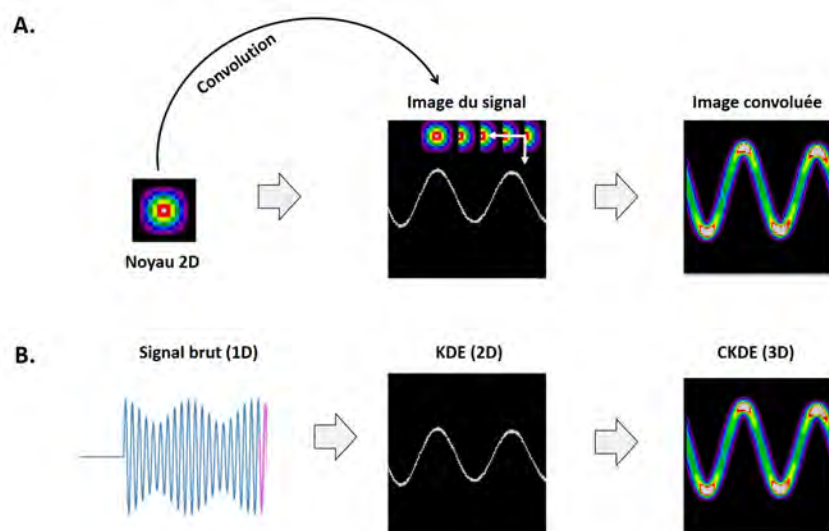 A.
Convolution
Image du signal
Image convoluée
Noyau 2D
B.
Signal brut (1D)
KDE (2D)
CKDE (3D)